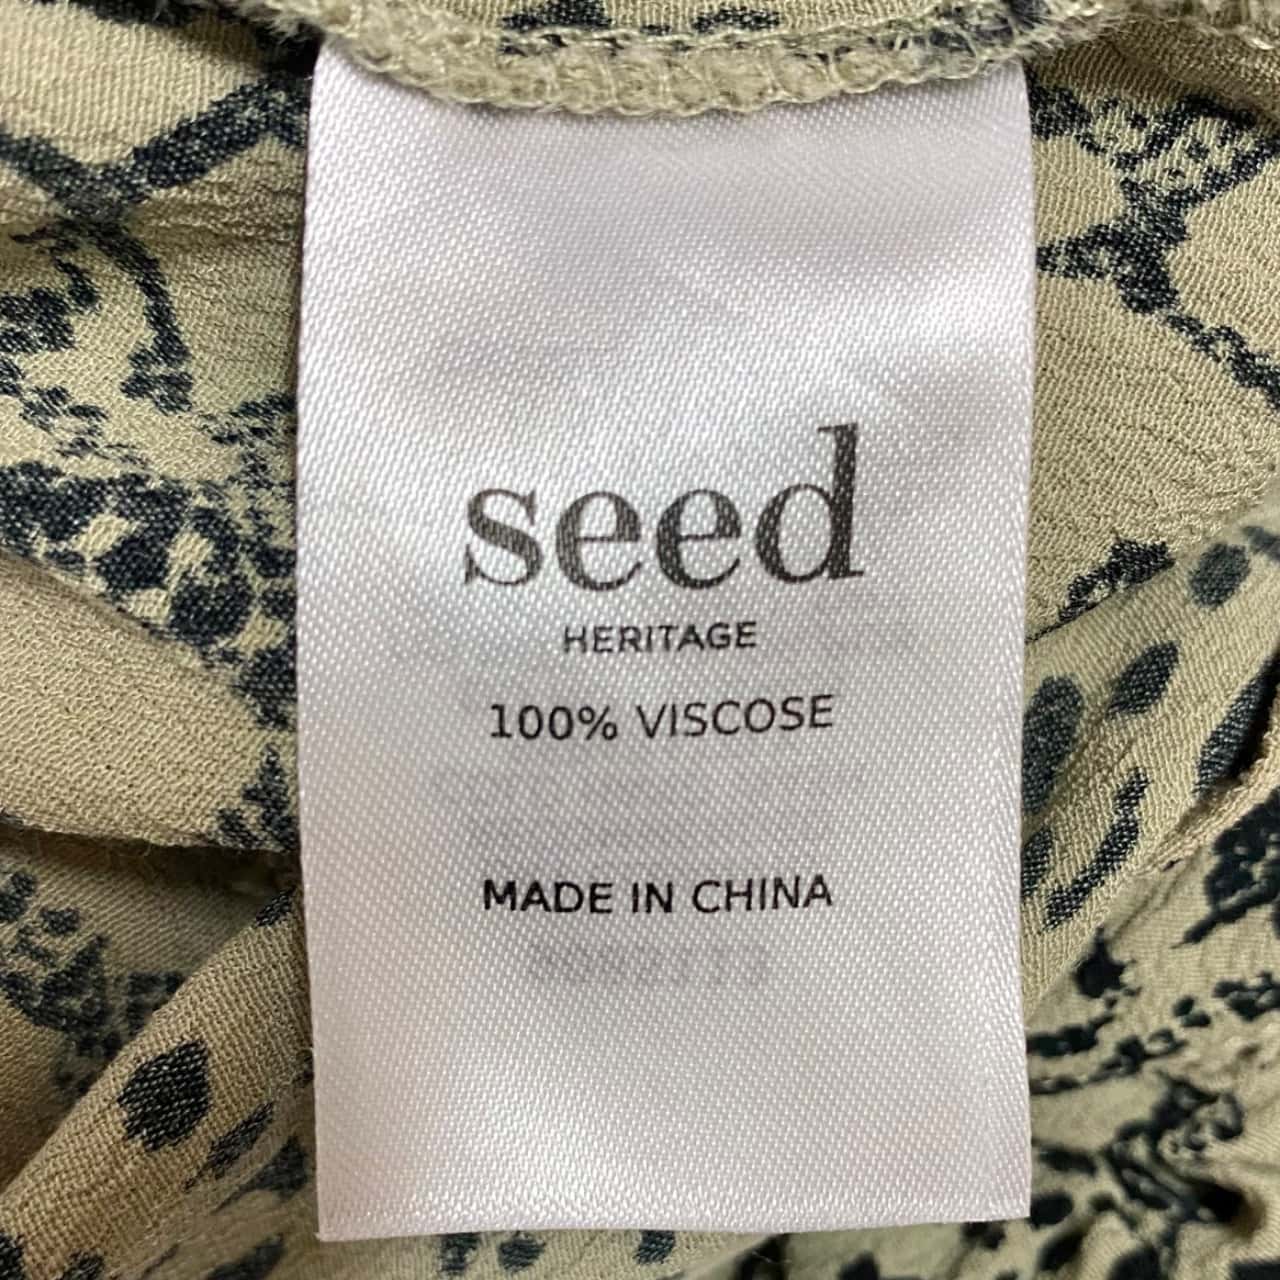 seed
HERITAGE
100% VISCOSE
MADE IN CHINA